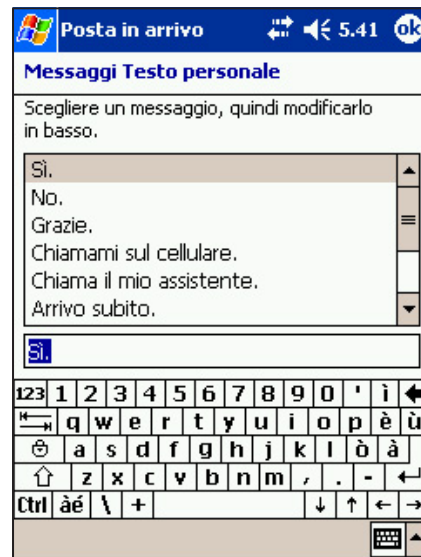 Posta in arrivo 5.41 ok
Messaggi Testo personale
Scegliere un messaggio, quindi modificarlo
in basso.
Sì.
No.
Grazie.
Chiamami sul cellulare.
Chiama il mio assistente.
Arrivo subito.
Sì.
123 1 2 3 4 5 6 7 8 9 0 ' ì
q w e r t y u i o p è ù
a s d f g h j k l ò à
z x c v b n m , . -
Ctrl àé \ + ↓ ↑ ← →